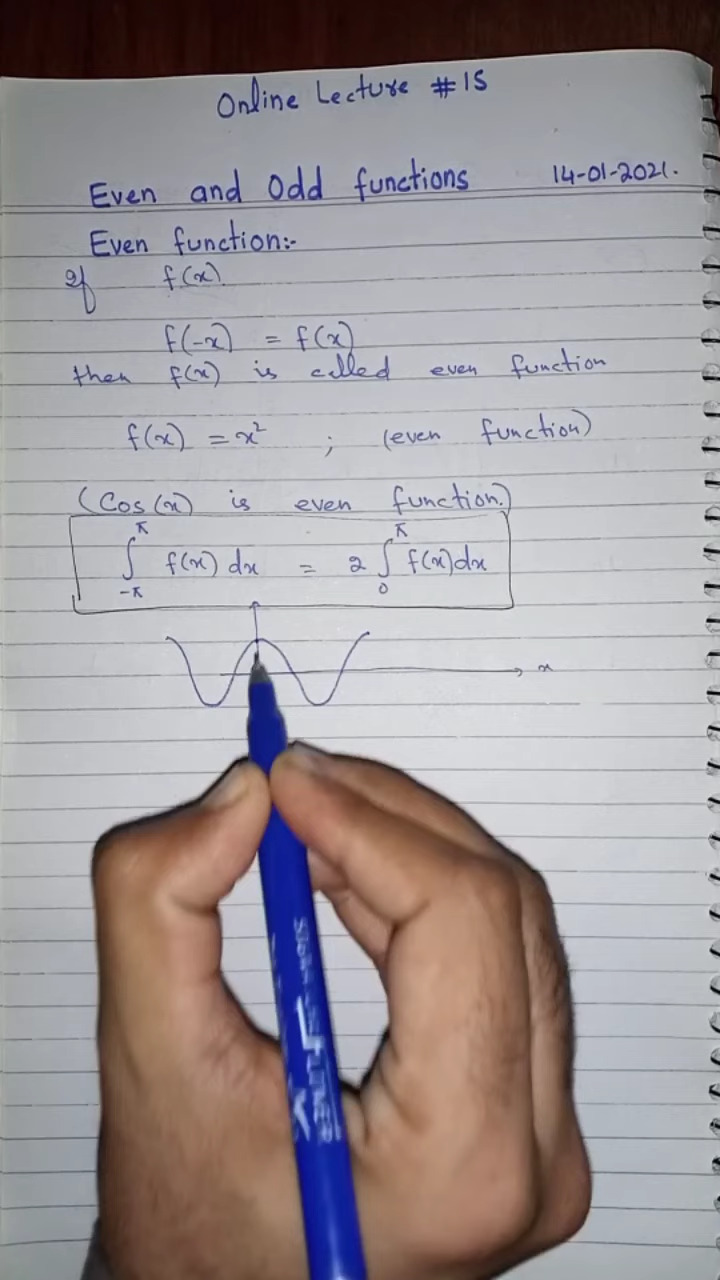 Online Lecture #15
Even and Odd functions 14-01-2021.
Even function:-
If f(x)
f(-x) = f(x)
then f(x) is called even function
f(x) = x² ; (even function)
(Cos(x) is even function.)
∫_{-π}^{π} f(x) dx = 2 ∫_{0}^{π} f(x) dx
x